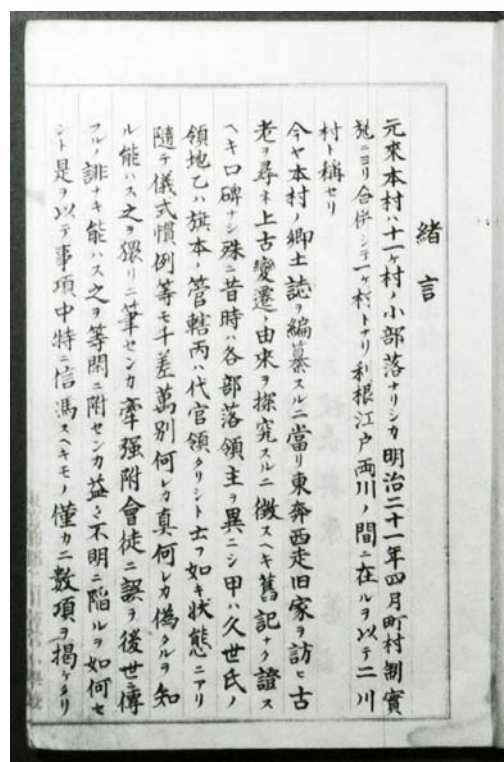 緒言
元來本村ハ十一ヶ村ノ小部落ナリシカ明治二十一年四月町村制實
施ニヨリ合併シテ一ヶ村トナリ利根江戸両川ノ間ニ在ルヲ以テ二川
村ト稱セリ
今ヤ本村ノ郷土誌ヲ編纂スルニ當リ東奔西走旧家ヲ訪ヒ古
老ヲ尋ネ上古変遷ノ由来ヲ探究スルニ徴スヘキ舊記ナク證ス
ヘキ口碑ナシ殊ニ昔時ハ各部落領主ヲ異ニシ甲ハ久世氏ノ
領地乙ハ旗本ノ管轄丙ハ代官領タリシト云フ如キ状態ニアリ
随テ儀式慣例等モ千差萬別何レカ真何レカ偽タルヲ知
ル能ハス之ヲ猥リニ筆センカ牽强附會徒ニ誤ヲ後世傳
フルノ誹ナキ能ハス之ヲ等閑ニ附センカ益々不明ニ陥ルヲ如何セ
ント是ヲ以テ事項中特ニ信馮スヘキモノ僅カニ數項ヲ揚ケタリ